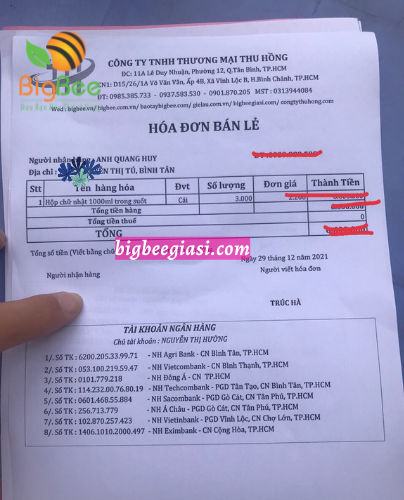 BigBee
CÔNG TY TNHH THƯƠNG MẠI THU HỒNG
ĐC: 11A Lê Duy Nhuận, Phường 12, Q.Tân Bình, TP.HCM
CN1: D15/26/1A Võ Văn Vân, Ấp 4B, Xã Vĩnh Lộc B, H.Bình Chánh, TP.HCM
ĐT: 0985.385.733 - 0937.583.530 - 0901.870.205 MST: 0313944084
Web: bigbee.vn/ bigbee.com.vn/ baotaybigbee.com/ gielau.com.vn/ bigbeegiasi.com/ congtythuhong.com
HÓA ĐƠN BÁN LẺ
Người nhận ANH QUANG HUY
Địa chỉ: THỊ TÚ, BÌNH TÂN
Stt Tên hàng hóa Đvt Số lượng Đơn giá Thành Tiền
1 Hộp chữ nhật 1000ml trong suốt Cái 3.000
Tổng tiền hàng
Tổng tiền thuế 0
TỔNG
Tổng số tiền (Viết bằng chữ
bigbeegiasi.com
Ngày 29 tháng 12 năm 2021
Người nhận hàng Người viết hóa đơn
TRÚC HÀ
TÀI KHOẢN NGÂN HÀNG
Chủ tài khoản: NGUYỄN THỊ HƯỜNG
1/. Số TK : 6200.205.33.99.71 - NH Agri Bank - CN Bình Tân, TP.HCM
2/. Số TK : 053.100.219.59.47 - NH Vietcombank - CN Bình Thạnh, TP.HCM
3/. Số TK : 0101.779.218 - NH Đông Á - CN TP.HCM
4/. Số TK : 114.232.00.76.80.19 - NH Techcombank - PGD Tân Tạo, CN Bình Tân, TP.HCM
5/. Số TK : 0601.468.55.884 - NH Sacombank - PGD Gò Cát, CN Tân Phú, TP.HCM
6/. Số TK : 256.713.779 - NH Á Châu - PGD Gò Cát, CN Tân Phú, TP.HCM
7/. Số TK : 102.870.257.423 - NH Vietinbank - PGD Vĩnh Lộc, CN Chợ Lớn, TP.HCM
8/. Số TK : 1406.1010.2000.497 - NH Eximbank - CN Cộng Hòa, TP.HCM